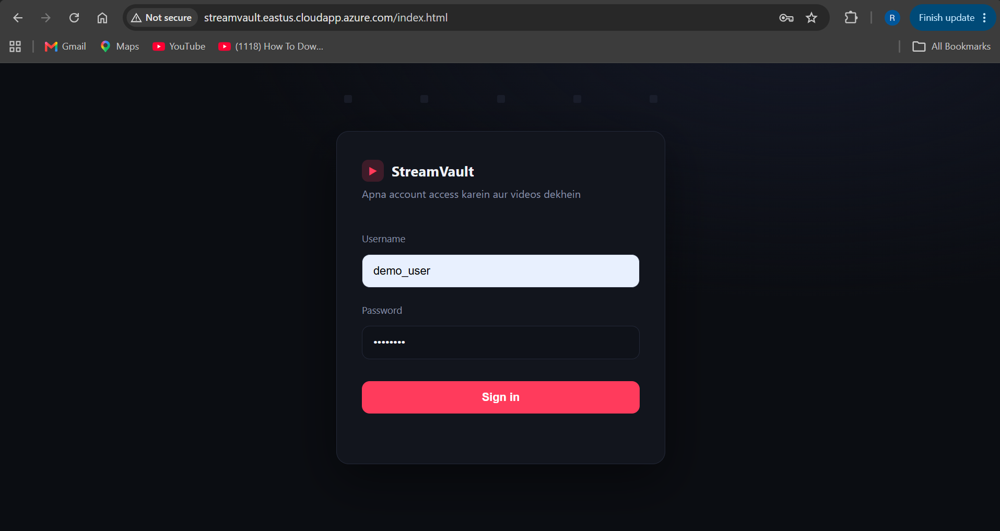 Not secure streamvault.eastus.cloudapp.azure.com/index.html R Finish update
Gmail Maps YouTube (1118) How To Dow... All Bookmarks
StreamVault
Apna account access karein aur videos dekhein
Username
demo_user
Password
••••••••
Sign in